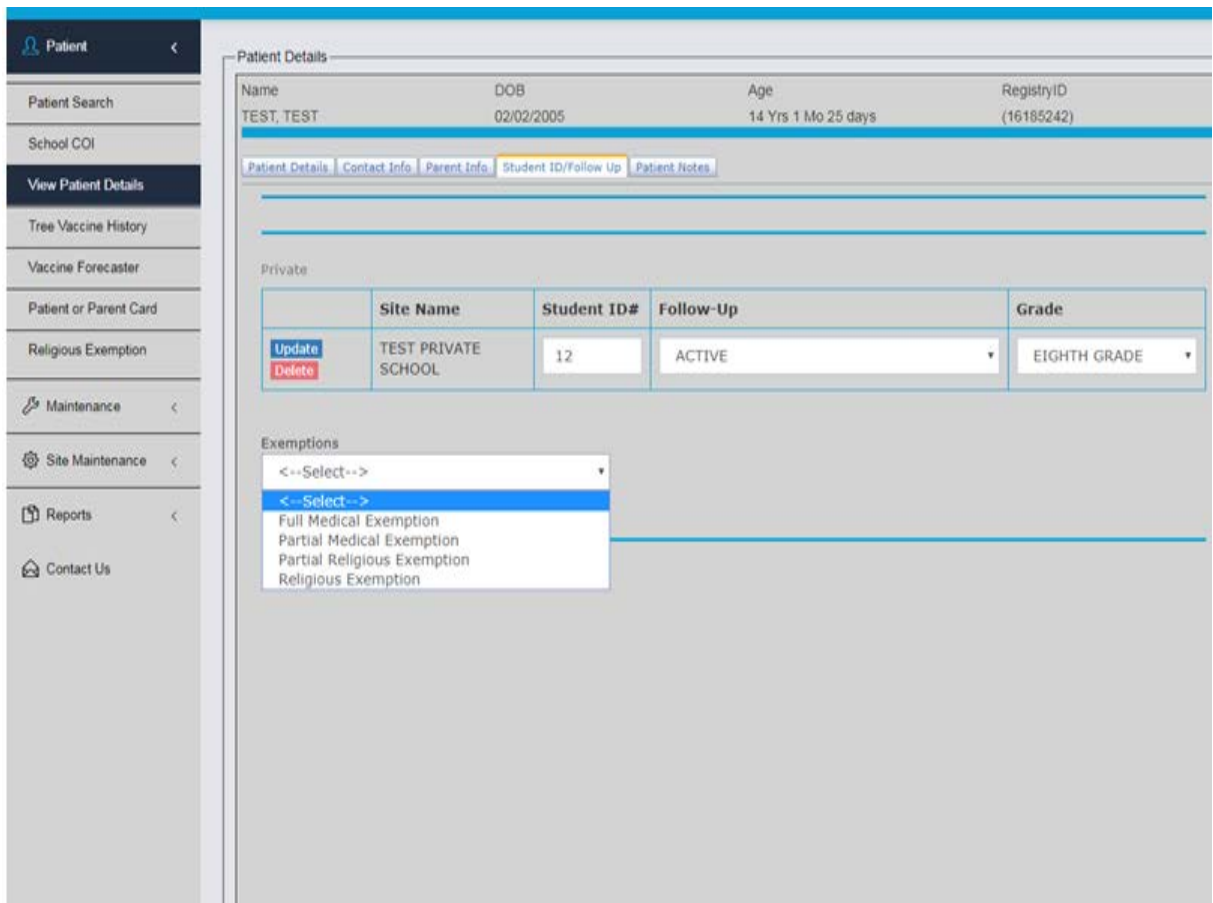 Patient
Patient Search
School COI
View Patient Details
Tree Vaccine History
Vaccine Forecaster
Patient or Parent Card
Religious Exemption
Maintenance
Site Maintenance
Reports
Contact Us
Patient Details
Name DOB Age RegistryID
TEST, TEST 02/02/2005 14 Yrs 1 Mo 25 days (16185242)
Patient Details Contact Info Parent Info Student ID/Follow Up Patient Notes
Private
Site Name Student ID# Follow-Up Grade
Update TEST PRIVATE 12 ACTIVE EIGHTH GRADE
Delete SCHOOL
Exemptions
<--Select-->
<--Select-->
Full Medical Exemption
Partial Medical Exemption
Partial Religious Exemption
Religious Exemption